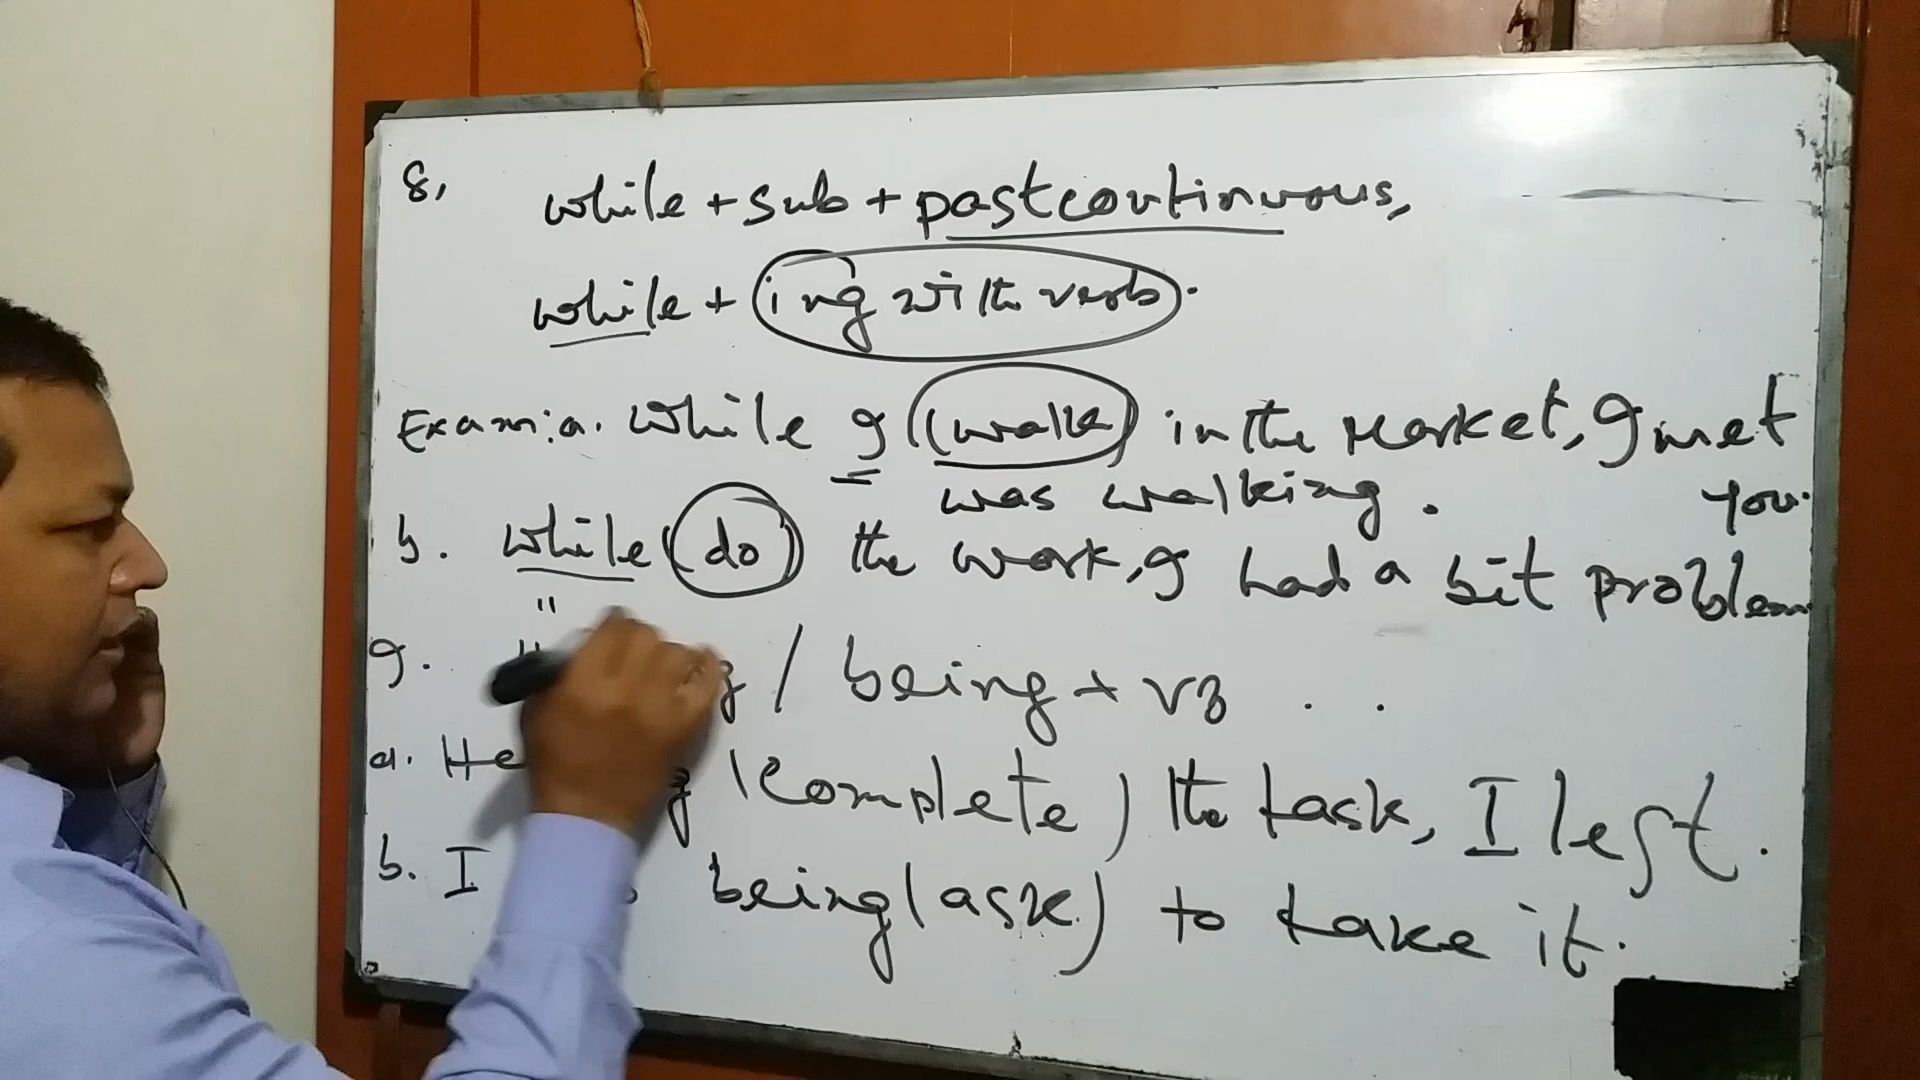 8, while + sub + past continuous,
while + ing with verb.
Exam: a. while I (walk) in the market, I met you.
was walking.
b. while (do) the work, I had a bit problem
"
9. / being + v3 . .
a. He (complete) the task, I left.
b. I being (ask) to take it.